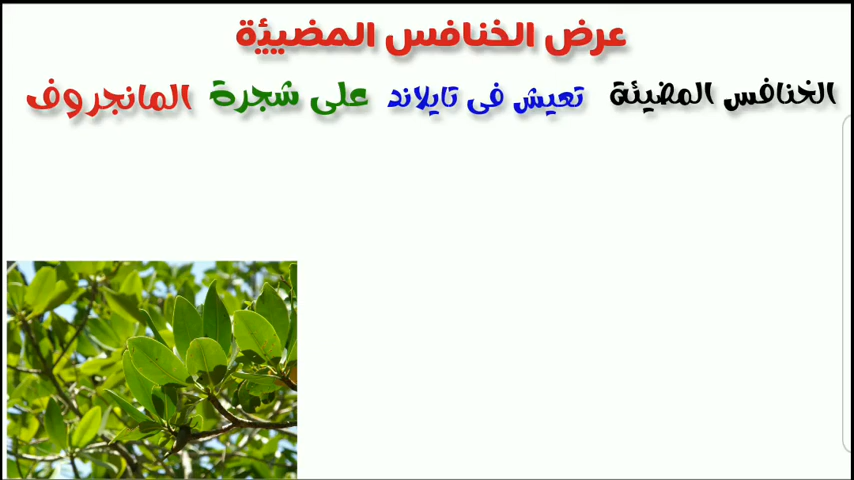 عرض الخنافس المضيئة
الخنافس المضيئة تعيش فى تايلاند على شجرة المانجروف